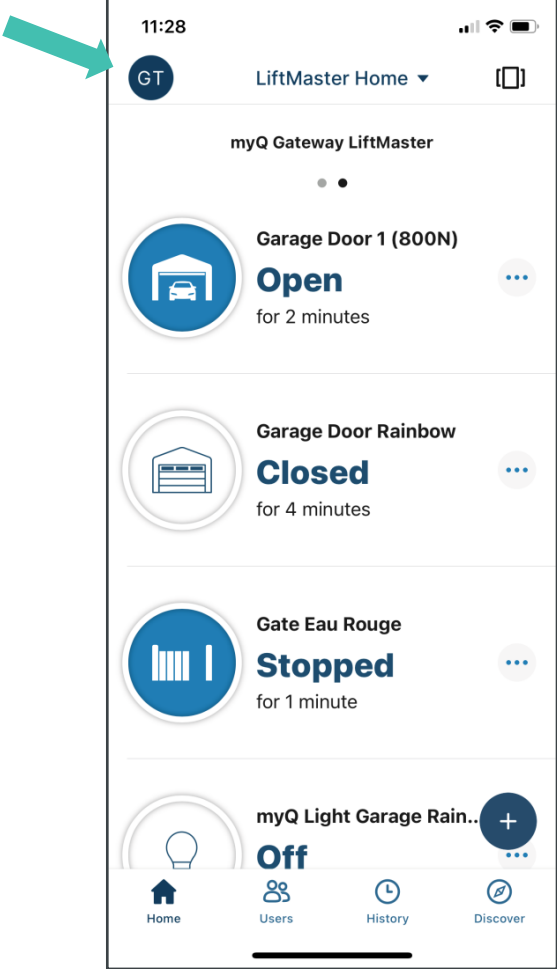 11:28
GT
LiftMaster Home
myQ Gateway LiftMaster
Garage Door 1 (800N)
Open
for 2 minutes
Garage Door Rainbow
Closed
for 4 minutes
Gate Eau Rouge
Stopped
for 1 minute
myQ Light Garage Rain..
+
Off
Home
Users
History
Discover